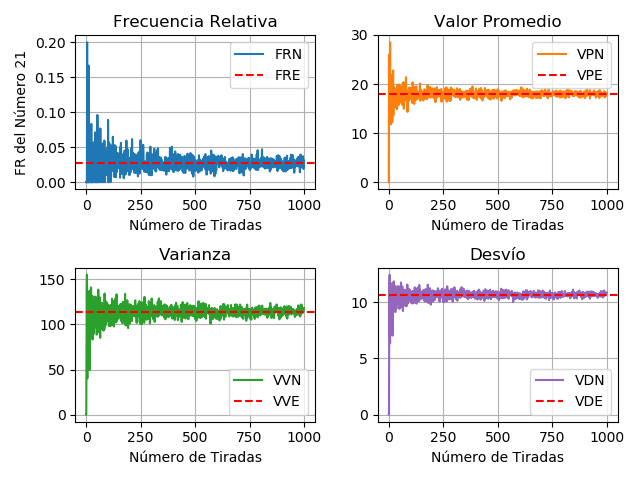 Frecuencia Relativa
FR del Número 21
0.20
0.15
0.10
0.05
0.00
FRN
FRE
0
250
500
750
1000
Número de Tiradas
Valor Promedio
30
20
10
0
VPN
VPE
0
250
500
750
1000
Número de Tiradas
Varianza
150
100
50
0
VVN
VVE
0
250
500
750
1000
Número de Tiradas
Desvío
10
5
0
VDN
VDE
0
250
500
750
1000
Número de Tiradas